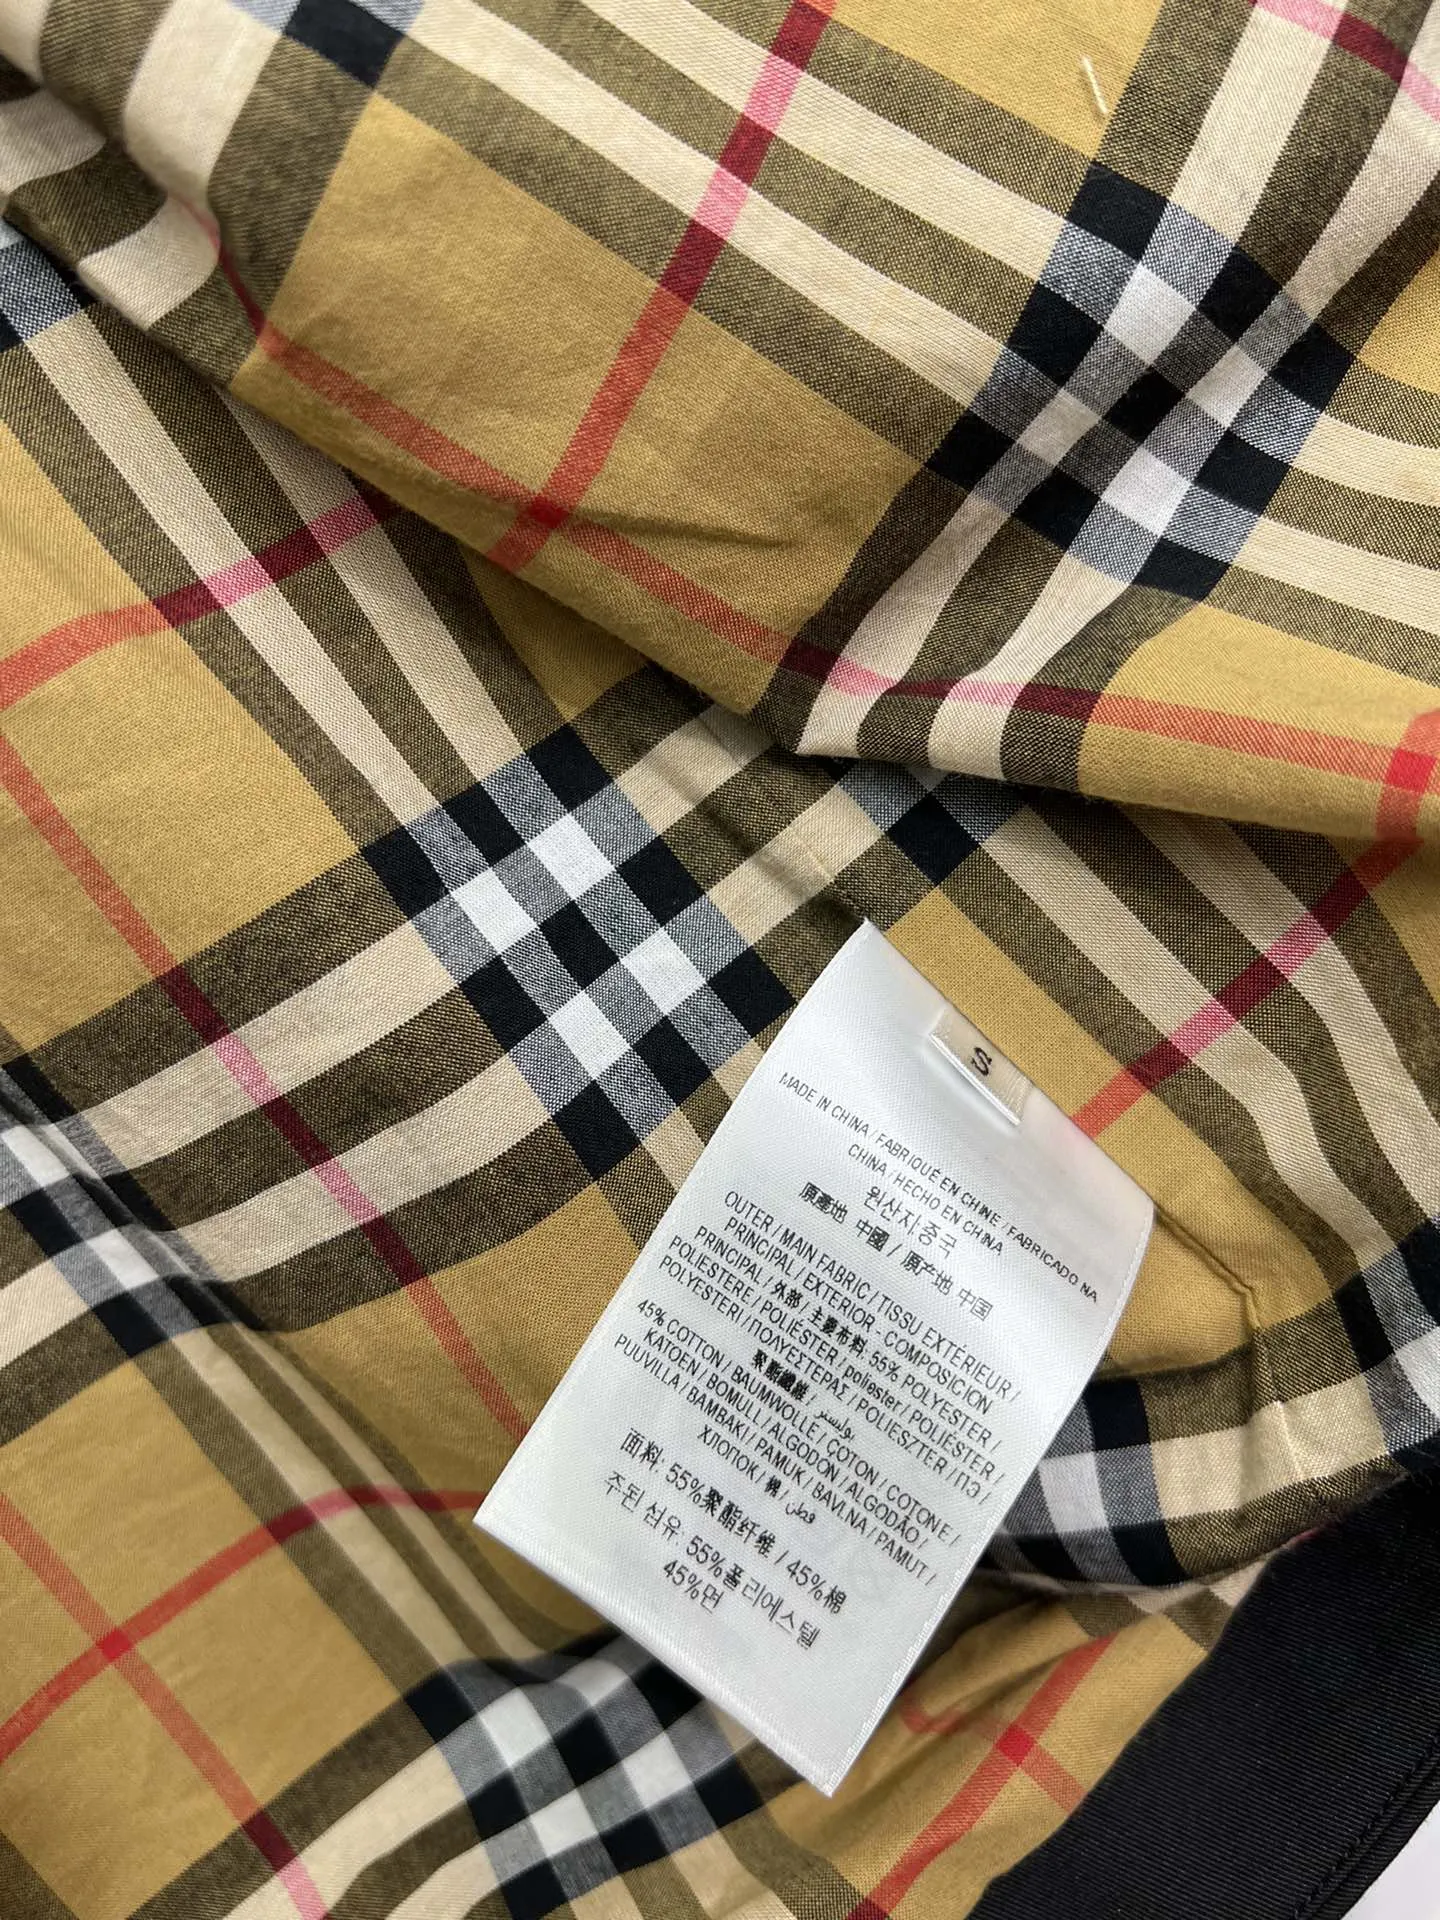 S
MADE IN CHINA / FABRIQUÉ EN CHINE / FABRICADO NA
CHINA / HECHO EN CHINA
원산지:중국
原產地 中國 / 原产地 中国
OUTER / MAIN FABRIC / TISSU EXTÉRIEUR /
PRINCIPAL / EXTERIOR - COMPOSICION
PRINCIPAL / 外部 / 主要布料: 55% POLYESTER /
POLIESTERE / POLIÉSTER / poliester / POLIÉSTER /
POLYESTERI / ΠΟΛΥΕΣΤΕΡΑΣ / POLIESZTER / ПЭ /
聚酯纖維 / بوليستر
45% COTTON / BAUMWOLLE / ÇOTON / COTONE /
KATOEN / BOMULL / ALGODÓN / ALGODÃO /
PUUVILLA / BAMBAKI / PAMUK / BAVLNA / PAMUT /
ХЛОПОК / 棉 / قطن
面料: 55%聚酯纤维 / 45%棉
주된 섬유: 55%폴리에스텔
45%면